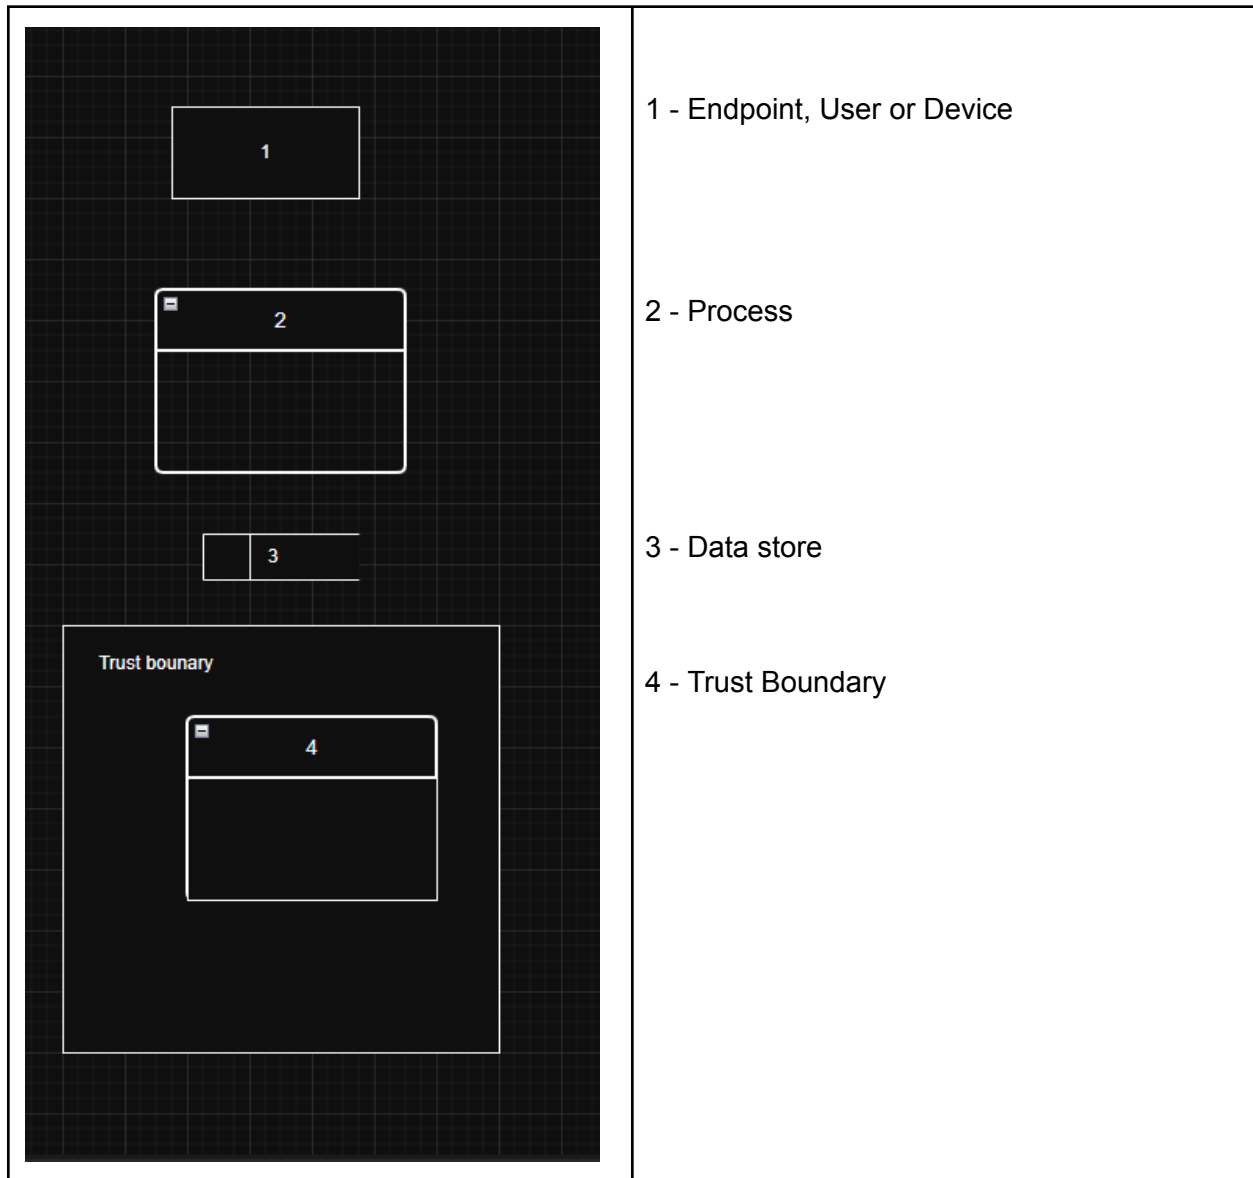 1
1 - Endpoint, User or Device
2
2 - Process
3
3 - Data store
Trust bounary
4
4 - Trust Boundary